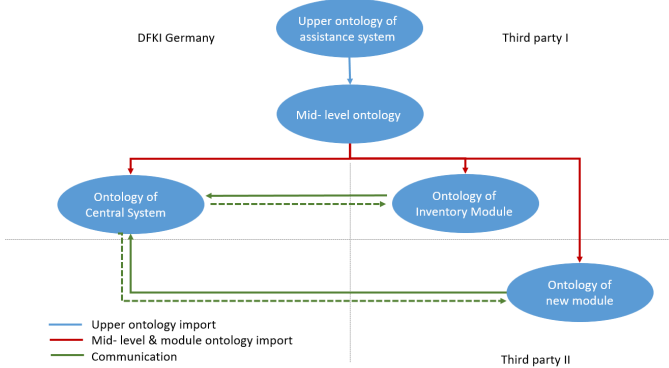 Upper ontology of
assistance system
DFKI Germany
Third party I
Mid- level ontology
Ontology of
Central System
Ontology of
Inventory Module
Ontology of
new module
Upper ontology import
Mid- level & module ontology import
Communication
Third party II